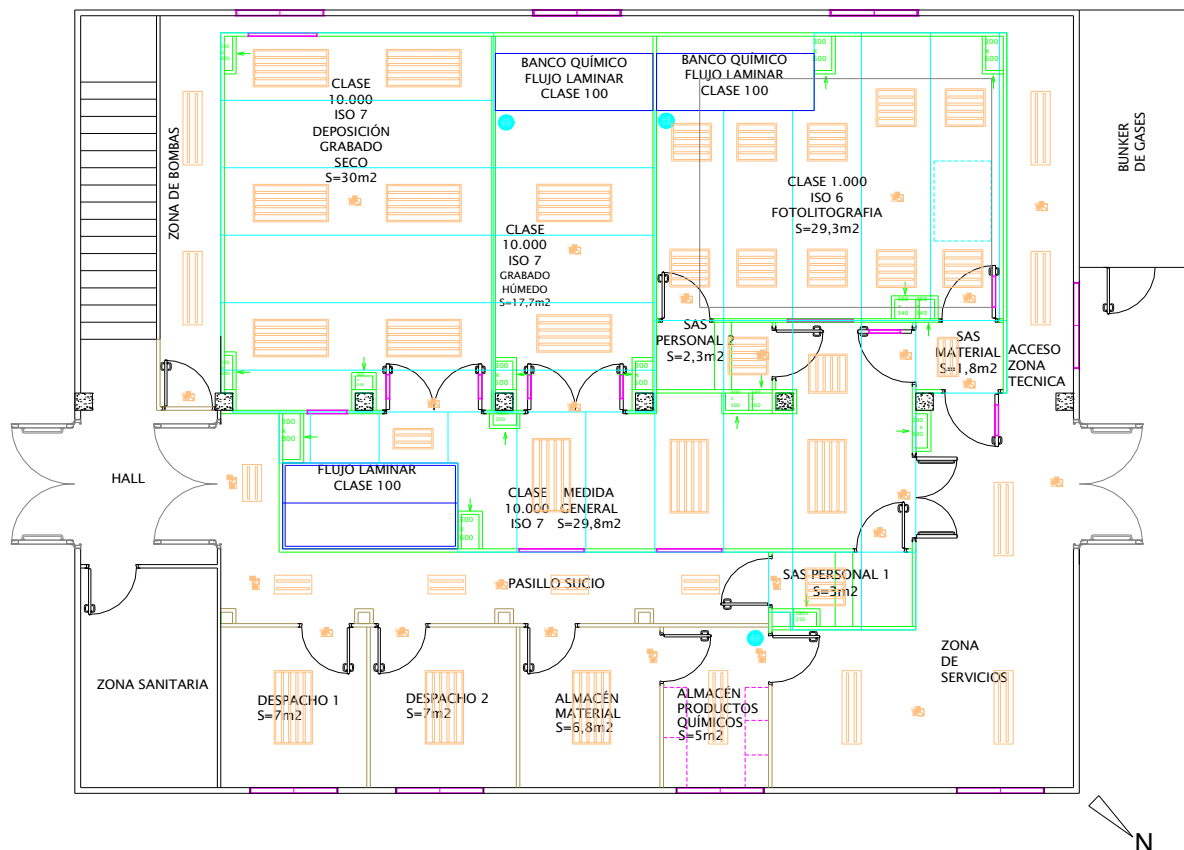 BANCO QUÍMICO
FLUJO LAMINAR
CLASE 100
BANCO QUÍMICO
FLUJO LAMINAR
CLASE 100
CLASE
10.000
ISO 7
DEPOSICIÓN
GRABADO
SECO
S=30m2
ZONA DE BOMBAS
BUNKER
DE GASES
CLASE 1.000
ISO 6
FOTOLITOGRAFIA
S=29,3m2
CLASE
10.000
ISO 7
GRABADO
HÚMEDO
S=17,7m2
SAS
PERSONAL 2
S=2,3m2
SAS
MATERIAL
S=1,8m2
ACCESO
ZONA
TECNICA
HALL
FLUJO LAMINAR
CLASE 100
CLASE
10.000
ISO 7
MEDIDA
GENERAL
S=29,8m2
PASILLO SUCIO
SAS PERSONAL 1
S=3m2
ZONA SANITARIA
DESPACHO 1
S=7m2
DESPACHO 2
S=7m2
ALMACÉN
MATERIAL
S=6,8m2
ALMACÉN
PRODUCTOS
QUÍMICOS
S=5m2
ZONA
DE
SERVICIOS
N